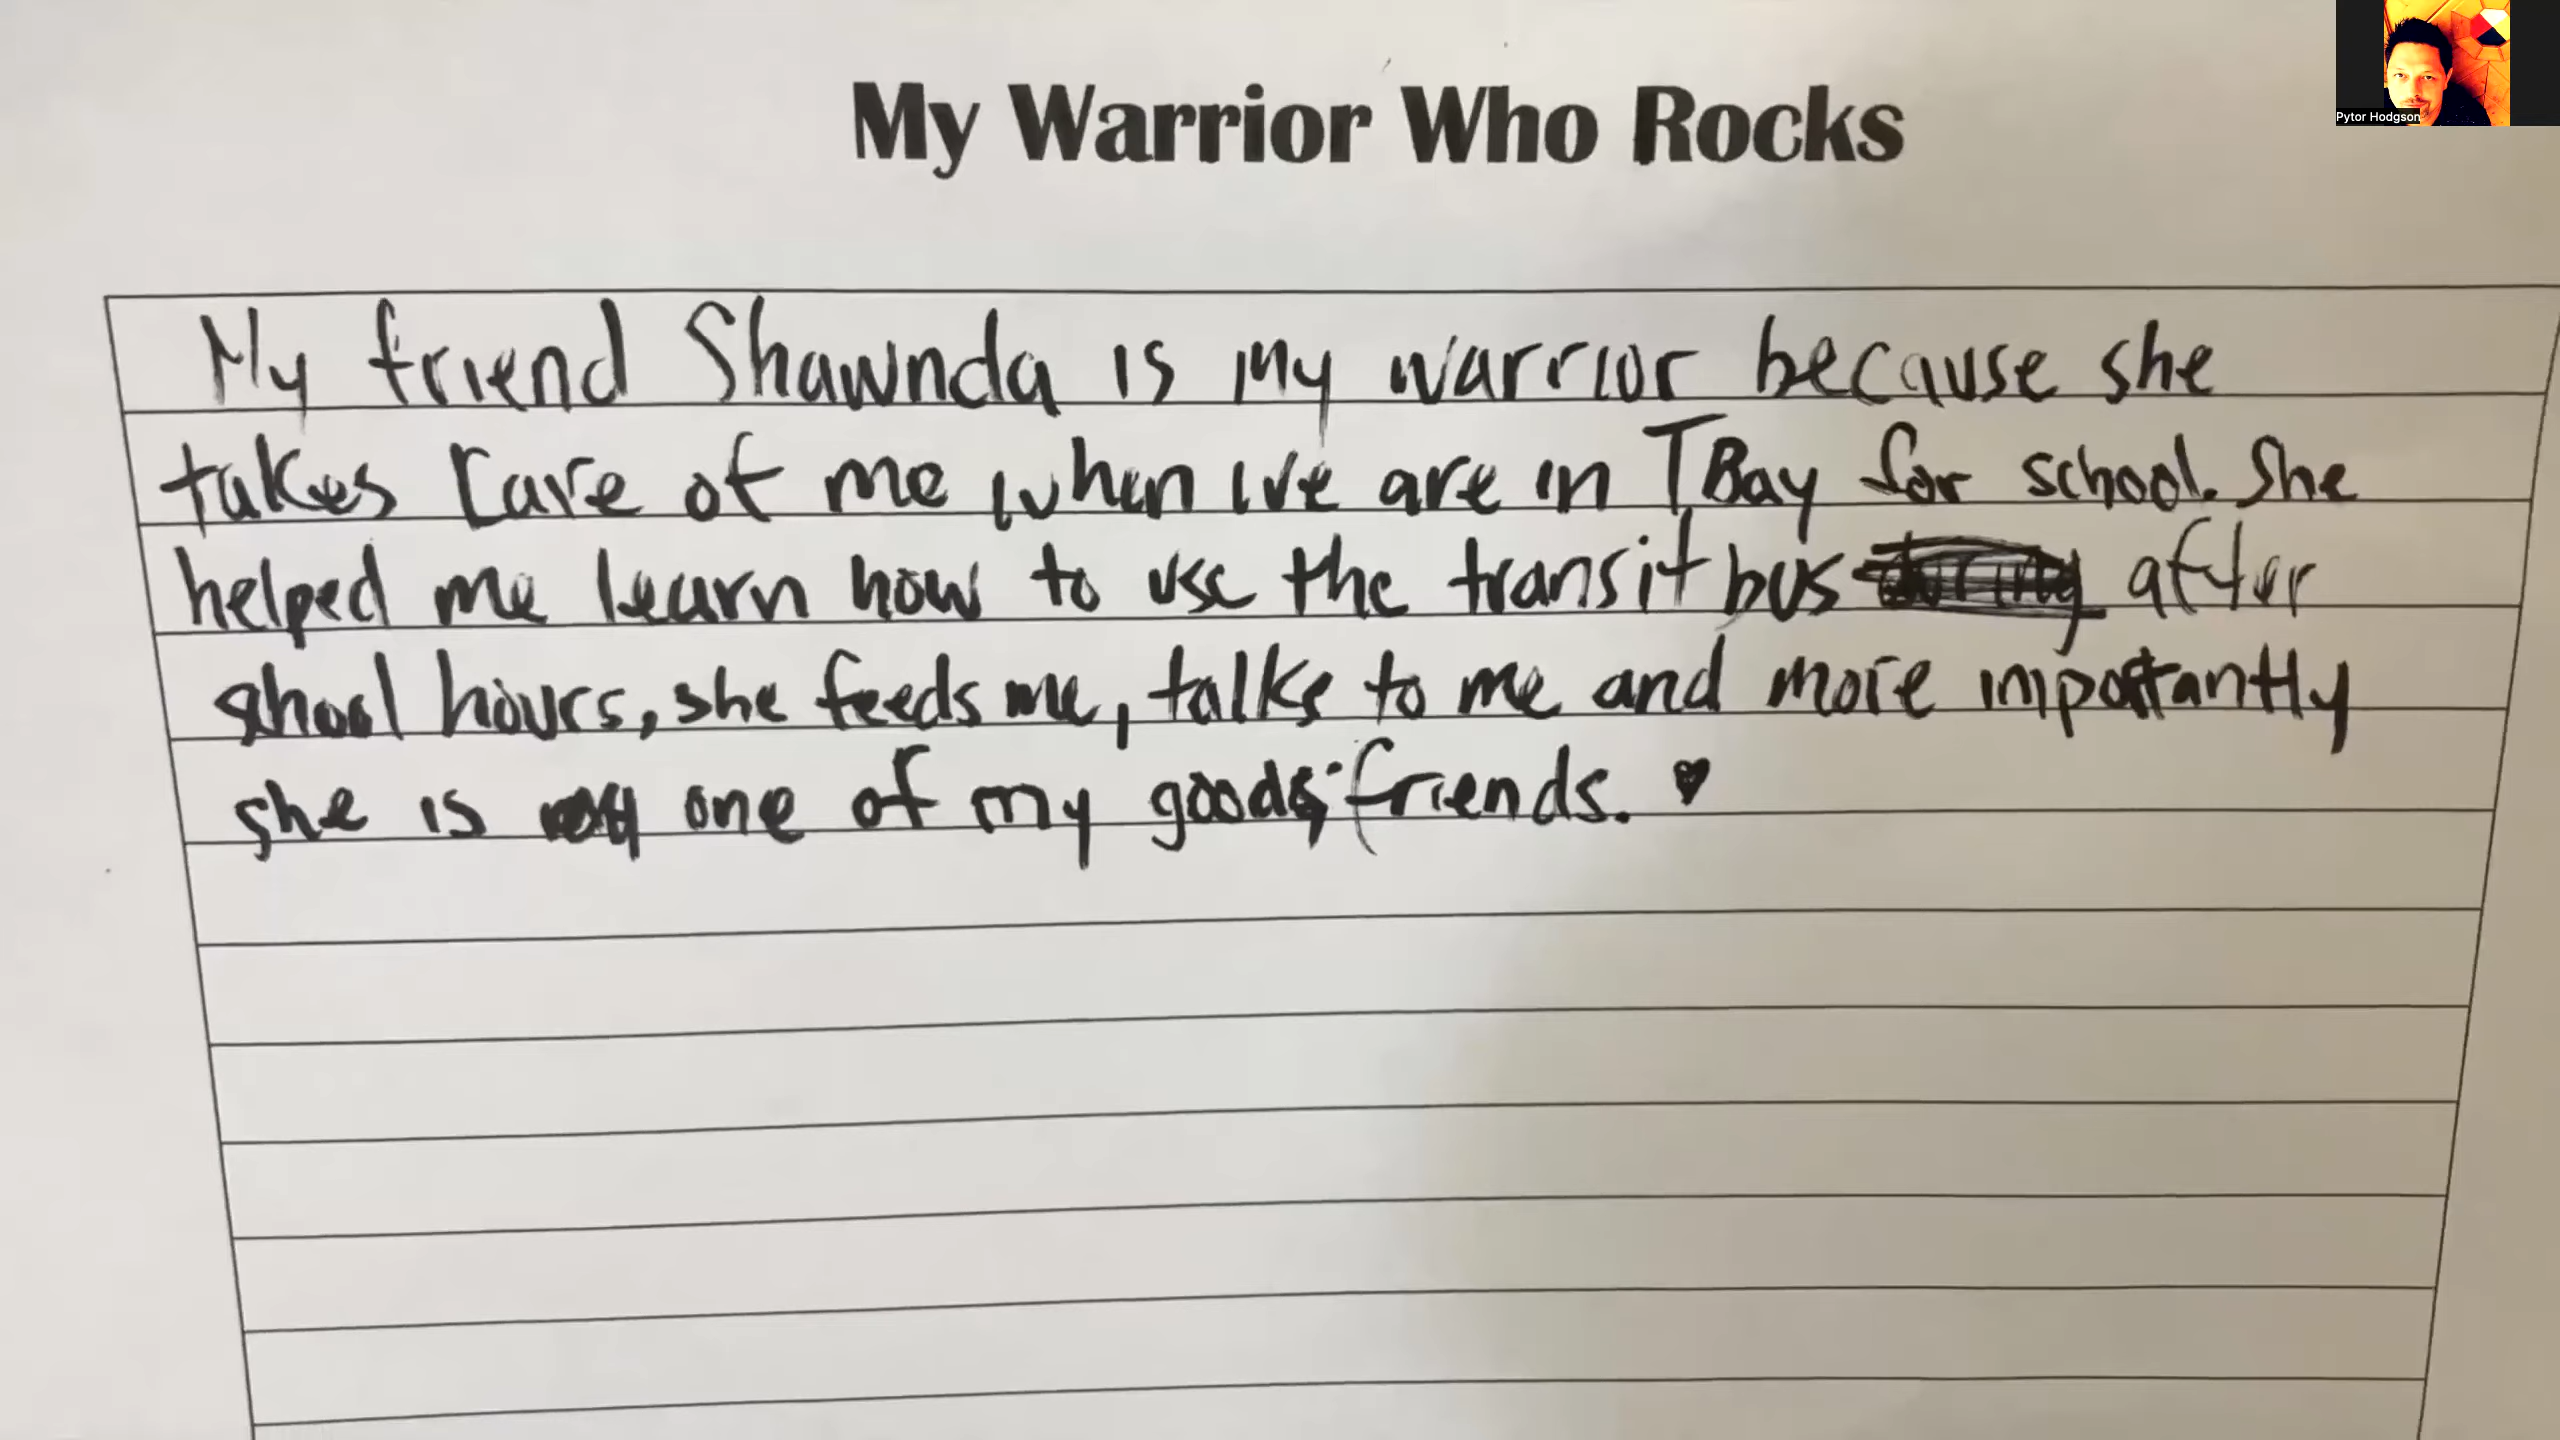 My Warrior Who Rocks
Pytor Hodgson
My friend Shawnda is my warrior because she
takes care of me when we are in TBay for school. She
helped me learn how to use the transit bus after
school hours, she feeds me, talks to me and more importantly
she is one of my good friends. ♥